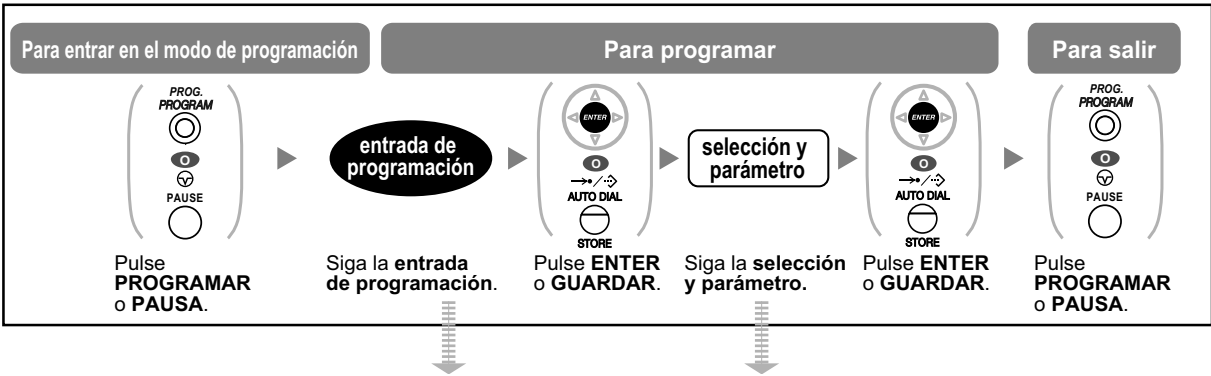 Para entrar en el modo de programación
Para programar
Para salir
PROG.
PROGRAM
O
PAUSE
entrada de
programación
ENTER
O
AUTO DIAL
STORE
selección y
parámetro
ENTER
O
AUTO DIAL
STORE
PROG.
PROGRAM
O
PAUSE
Pulse
PROGRAMAR
o PAUSA.
Siga la entrada
de programación.
Pulse ENTER
o GUARDAR.
Siga la selección
y parámetro.
Pulse ENTER
o GUARDAR.
Pulse
PROGRAMAR
o PAUSA.